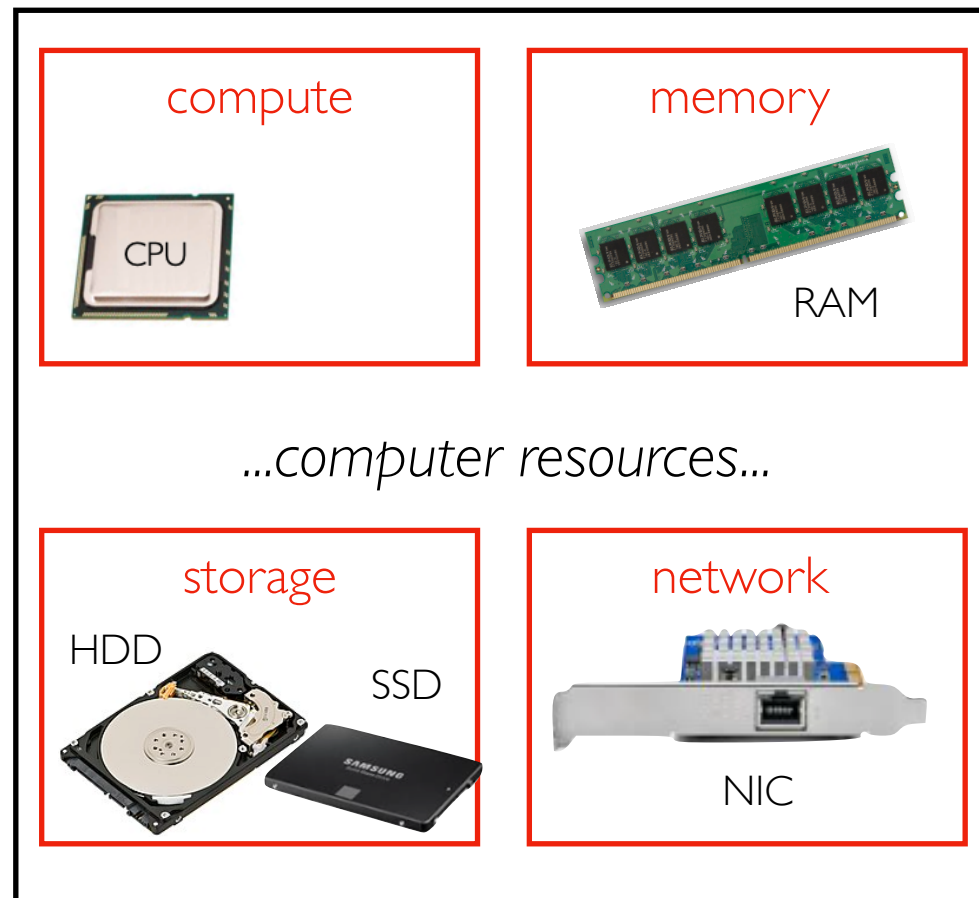 compute
CPU
memory
RAM
...computer resources...
storage
HDD
SSD
SAMSUNG
network
NIC